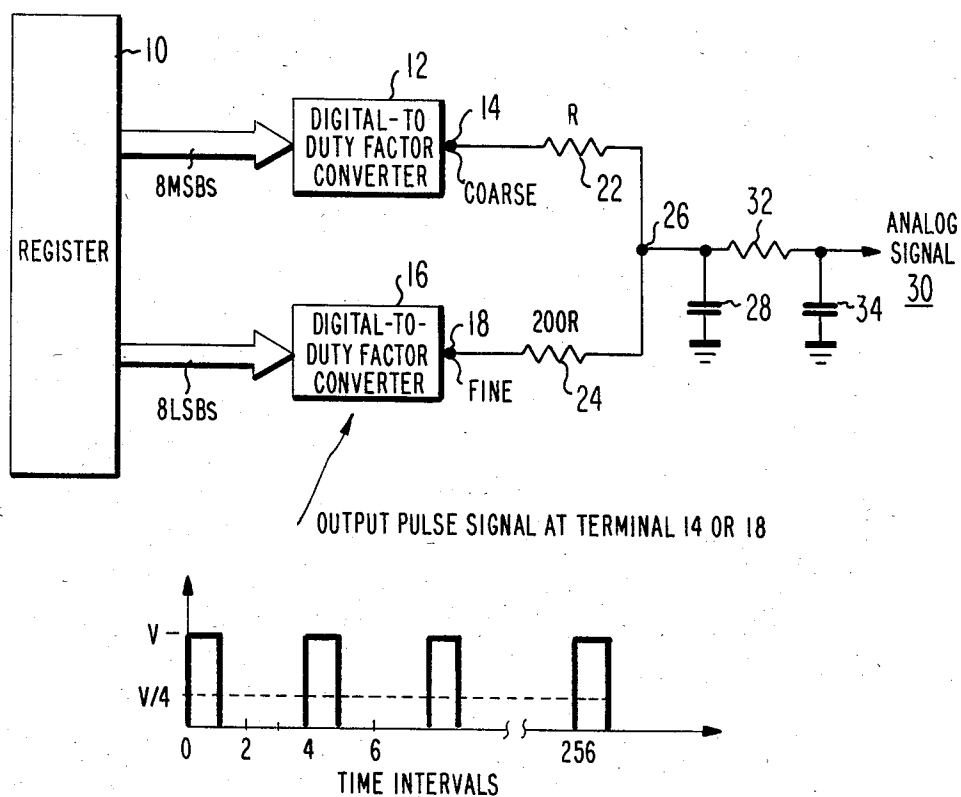 10
12
DIGITAL-TO
DUTY FACTOR
CONVERTER
14
COARSE
R
22
8MSBs
REGISTER
26
32
ANALOG
SIGNAL
30
28
34
16
DIGITAL-TO-
DUTY FACTOR
CONVERTER
18
FINE
200R
24
8LSBs
OUTPUT PULSE SIGNAL AT TERMINAL 14 OR 18
V
V/4
0 2 4 6 256
TIME INTERVALS